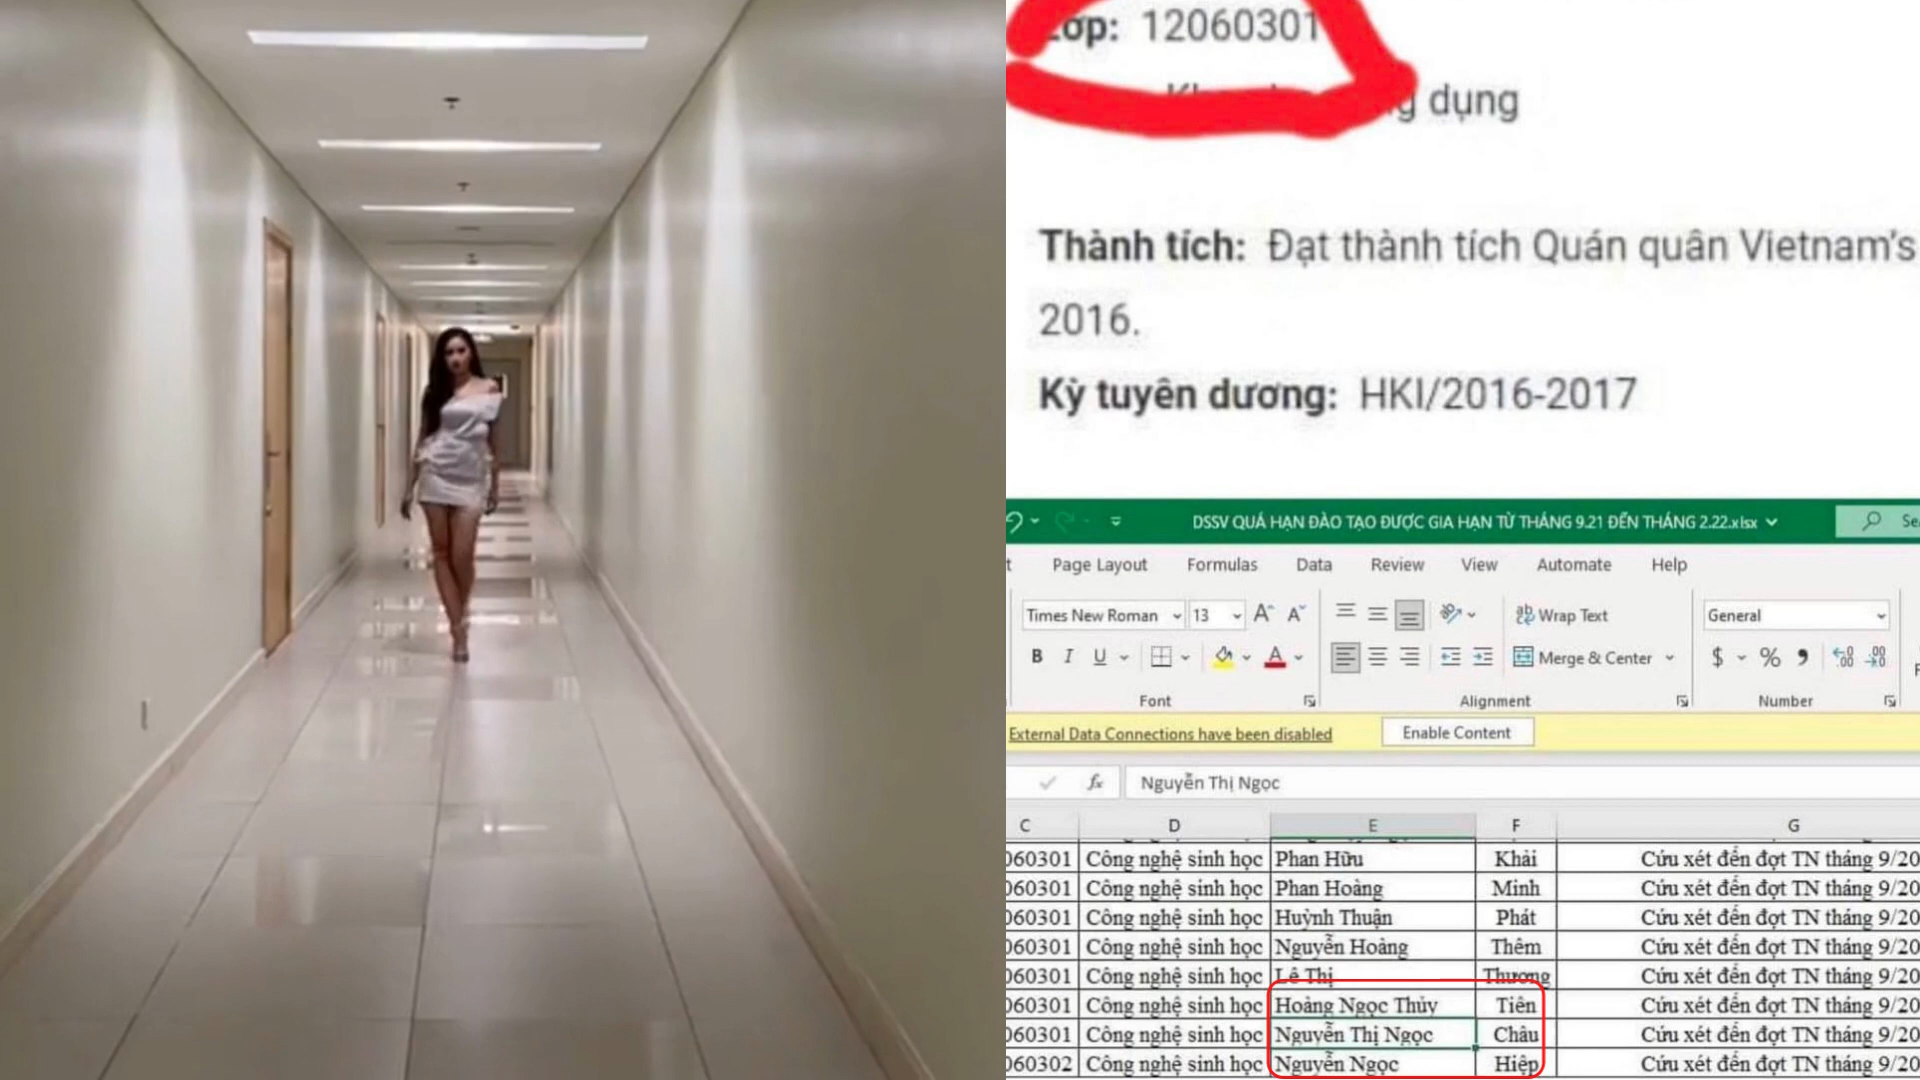 Lớp: 12060301
dụng
Thành tích: Đạt thành tích Quán quân Vietnam's
2016.
Kỳ tuyên dương: HKI/2016-2017
DSSV QUÁ HẠN ĐÀO TẠO ĐƯỢC GIA HẠN TỪ THÁNG 9.21 ĐẾN THÁNG 2.22.xlsx
Page Layout Formulas Data Review View Automate Help
Times New Roman 13 A A Wrap Text General
B I U A Merge & Center $ % 9
Font Alignment Number
External Data Connections have been disabled Enable Content
fx Nguyễn Thị Ngọc
C D E F G
060301 Công nghệ sinh học Phan Hữu Khải Cứu xét đến đợt TN tháng 9/20
060301 Công nghệ sinh học Phan Hoàng Minh Cứu xét đến đợt TN tháng 9/20
060301 Công nghệ sinh học Huỳnh Thuận Phát Cứu xét đến đợt TN tháng 9/20
060301 Công nghệ sinh học Nguyễn Hoàng Thêm Cứu xét đến đợt TN tháng 9/20
060301 Công nghệ sinh học Lê Thị Thương Cứu xét đến đợt TN tháng 9/20
060301 Công nghệ sinh học Hoàng Ngọc Thủy Tiên Cứu xét đến đợt TN tháng 9/20
060301 Công nghệ sinh học Nguyễn Thị Ngọc Châu Cứu xét đến đợt TN tháng 9/20
060302 Công nghệ sinh học Nguyễn Ngọc Hiệp Cứu xét đến đợt TN tháng 9/20